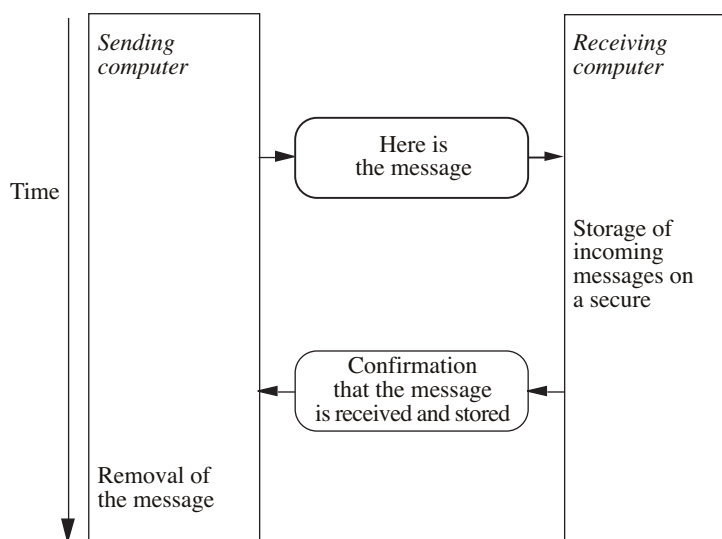 Sending
computer
Receiving
computer
Here is
the message
Time
Storage of
incoming
messages on
a secure
Confirmation
that the message
is received and stored
Removal of
the message